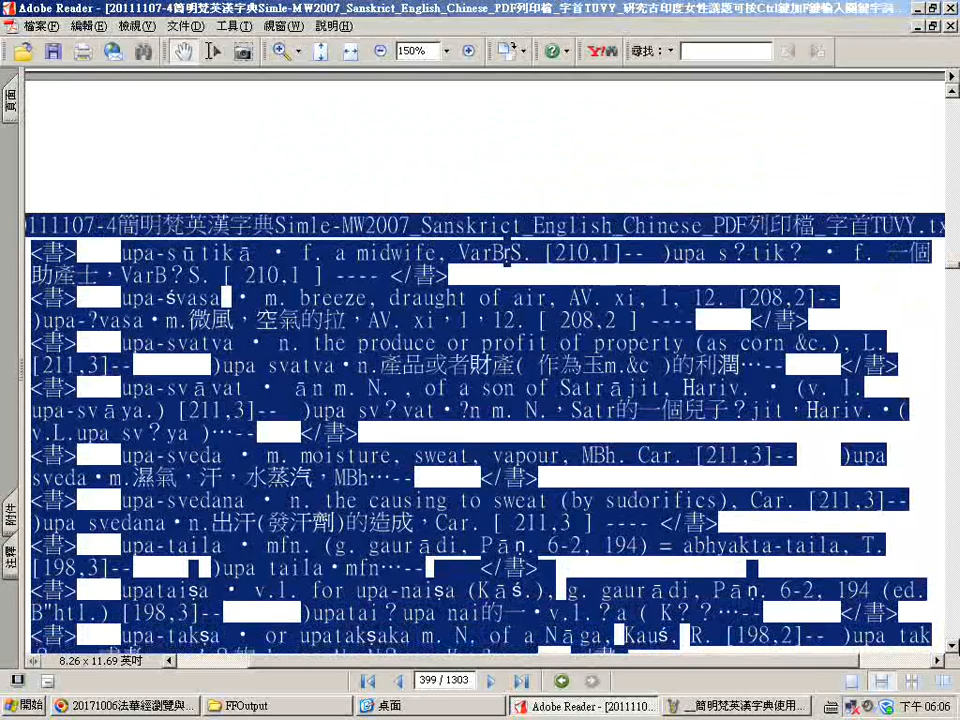 Adobe Reader - [20111107-4簡明梵英漢字典Simle-MW2007_Sanskrict_English_Chinese_PDF列印檔_字首TUVY_研究古印度女性議題可按Ctrl鍵加F鍵輸入關鍵字詞
檔案(F) 編輯(E) 檢視(V) 文件(D) 工具(T) 視窗(W) 說明(H)
150% 尋找：
頁面
111107-4簡明梵英漢字典Simle-MW2007_Sanskrict_English_Chinese_PDF列印檔_字首TUVY.tx
<書> upa-sūtikā • f. a midwife, VarBrS. [210,1]-- )upa s?tik? • f. 一個
助產士，VarB?S. [ 210,1 ] ---- </書>
<書> upa-śvasa • m. breeze, draught of air, AV. xi, 1, 12. [208,2]--
)upa-?vasa•m.微風，空氣的拉，AV. xi，1，12. [ 208,2 ] ---- </書>
<書> upa-svatva • n. the produce or profit of property (as corn &c.), L.
[211,3]-- )upa svatva•n.產品或者財產( 作為玉m.&c )的利潤…-- </書>
<書> upa-svāvat • ān m. N. , of a son of Satrājit, Hariv. • (v. l.
upa-svāya.) [211,3]-- )upa sv?vat•?n m. N.，Satr的一個兒子?jit，Hariv.•(
v.L.upa sv?ya )…-- </書>
<書> upa-sveda • m. moisture, sweat, vapour, MBh. Car. [211,3]-- )upa
sveda•m.濕氣，汗，水蒸汽，MBh…-- </書>
<書> upa-svedana • n. the causing to sweat (by sudorifics), Car. [211,3]--
)upa svedana•n.出汗(發汗劑)的造成，Car. [ 211,3 ] ---- </書>
<書> upa-taila • mfn. (g. gaurādi, Pāṇ. 6-2, 194) = abhyakta-taila, T.
[198,3]-- )upa taila•mfn…-- </書>
<書> upataiṣa • v.l. for upa-naiṣa (Kāś.), g. gaurādi, Pāṇ. 6-2, 194 (ed.
B"htl.) [198,3]-- )upatai?upa nai的一•v.l.?a ( K??…-- </書>
<書> upa-takṣa • or upatakṣaka m. N. of a Nāga, Kauś. R. [198,2]-- )upa tak
附件
註釋
8.26 x 11.69 英吋
399 / 1303
開始 20171006法華經瀏覽與... FFOutput 桌面 Adobe Reader - [2011110... __簡明梵英字典使用... 下午 06:06